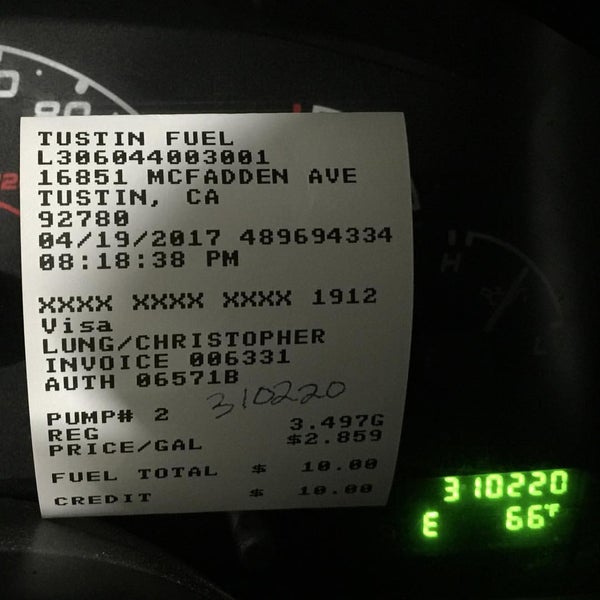 80
TUSTIN FUEL
L306044003001
16851 MCFADDEN AVE
TUSTIN, CA
92780
04/19/2017 489694334
08:18:38 PM
XXXX XXXX XXXX 1912
Visa
LUNG/CHRISTOPHER
INVOICE 006331
AUTH 06571B
310220
PUMP# 2
3.497G
REG
PRICE/GAL $2.859
FUEL TOTAL $ 10.00
CREDIT $ 10.00
H
310220
E 66°F